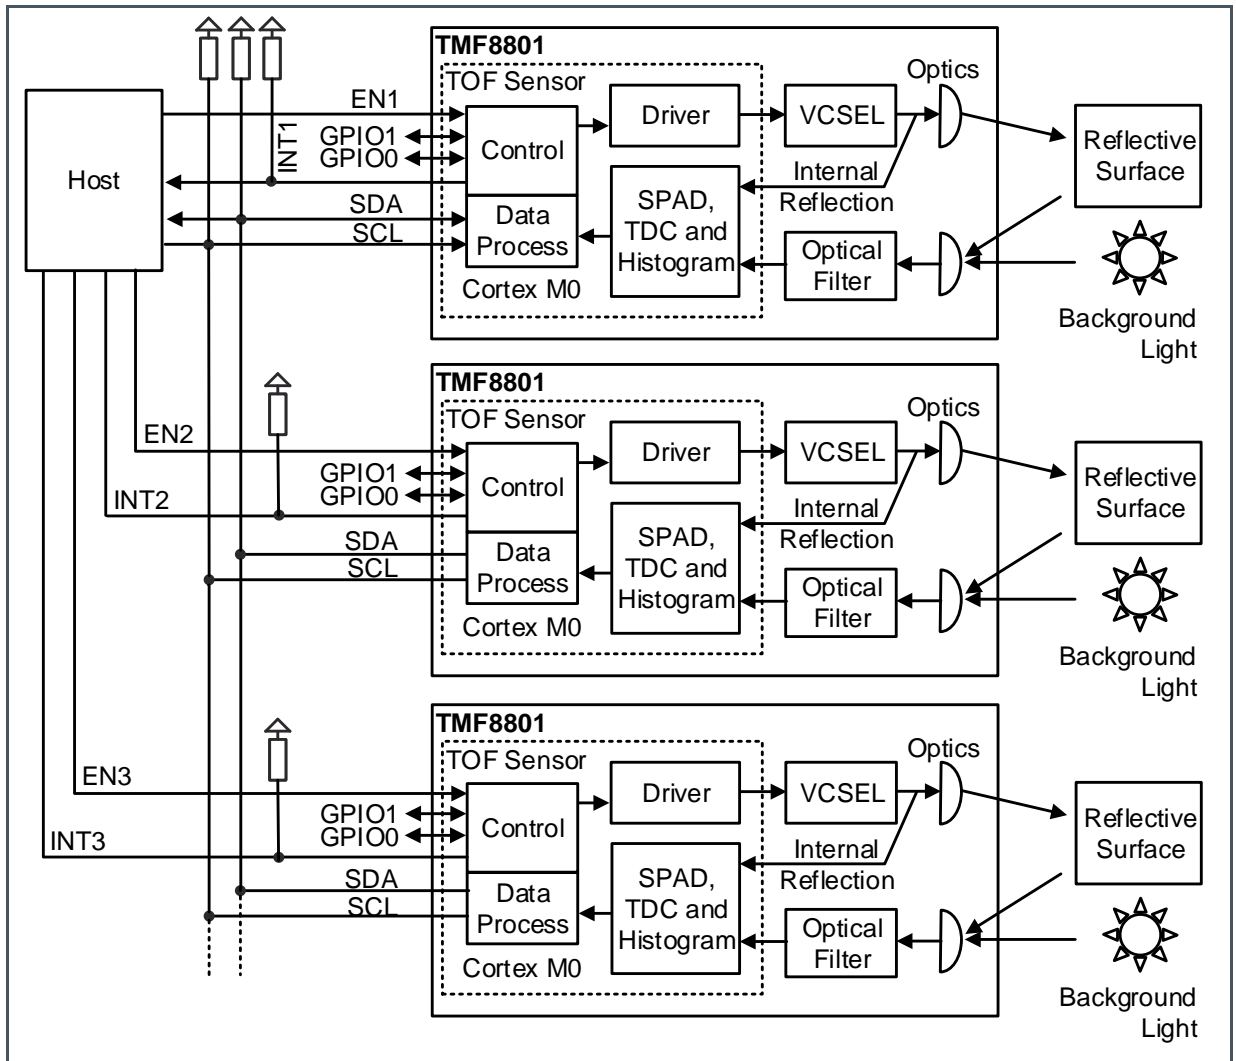 TMF8801
TOF Sensor
Optics
EN1
Driver
VCSEL
GPIO1
GPIO0
INT1
Control
Host
Reflective
Surface
Internal
Reflection
SDA
SCL
Data
Process
SPAD,
TDC and
Histogram
Optical
Filter
Cortex M0
Background
Light
TMF8801
TOF Sensor
Optics
EN2
Driver
VCSEL
GPIO1
GPIO0
Control
Reflective
Surface
INT2
Internal
Reflection
SDA
SCL
Data
Process
SPAD,
TDC and
Histogram
Optical
Filter
Cortex M0
Background
Light
TMF8801
TOF Sensor
Optics
EN3
Driver
VCSEL
GPIO1
GPIO0
Control
Reflective
Surface
INT3
Internal
Reflection
SDA
SCL
Data
Process
SPAD,
TDC and
Histogram
Optical
Filter
Cortex M0
Background
Light